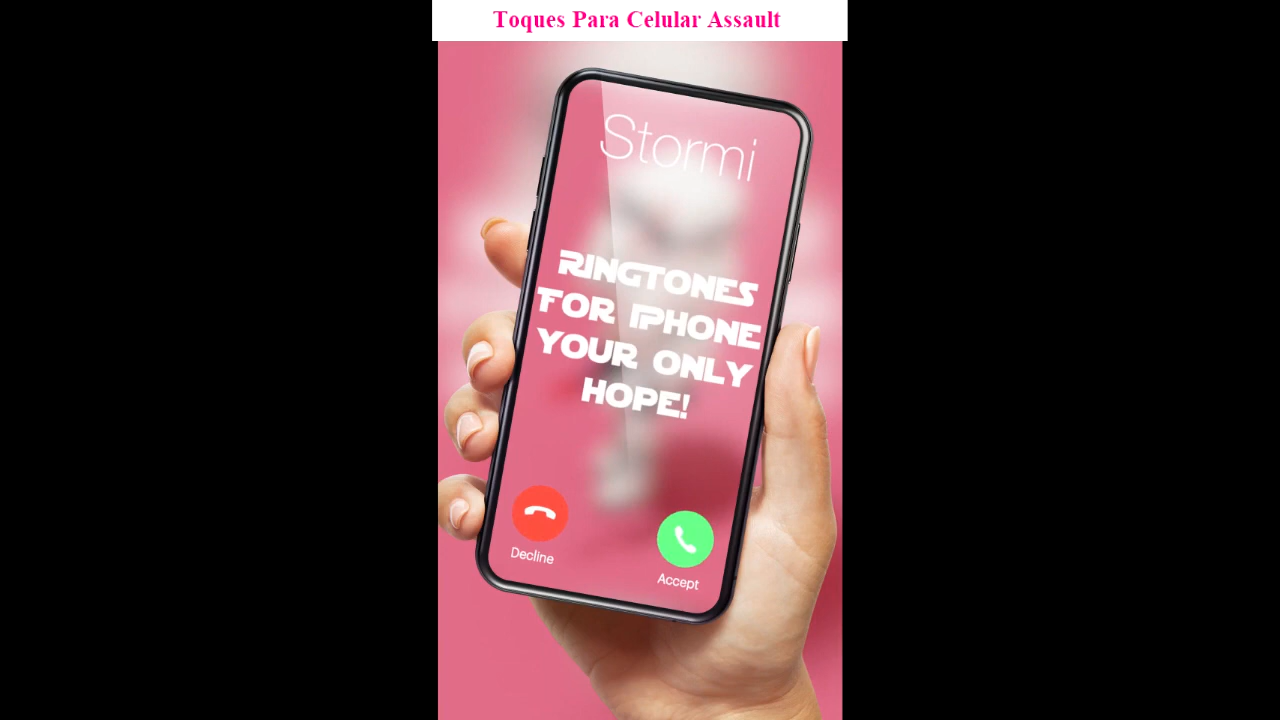 Toques Para Celular Assault
Stormi
Ringtones
For iPhone
your only
hope!
Decline
Accept